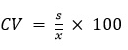 CV = s/x × 100